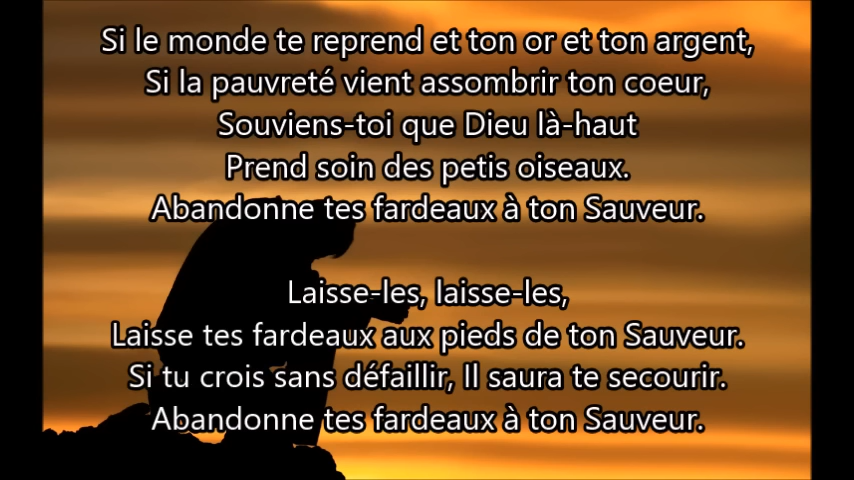 Si le monde te reprend et ton or et ton argent,
Si la pauvreté vient assombrir ton coeur,
Souviens-toi que Dieu là-haut
Prend soin des petis oiseaux.
Abandonne tes fardeaux à ton Sauveur.
Laisse-les, laisse-les,
Laisse tes fardeaux aux pieds de ton Sauveur.
Si tu crois sans défaillir, Il saura te secourir.
Abandonne tes fardeaux à ton Sauveur.